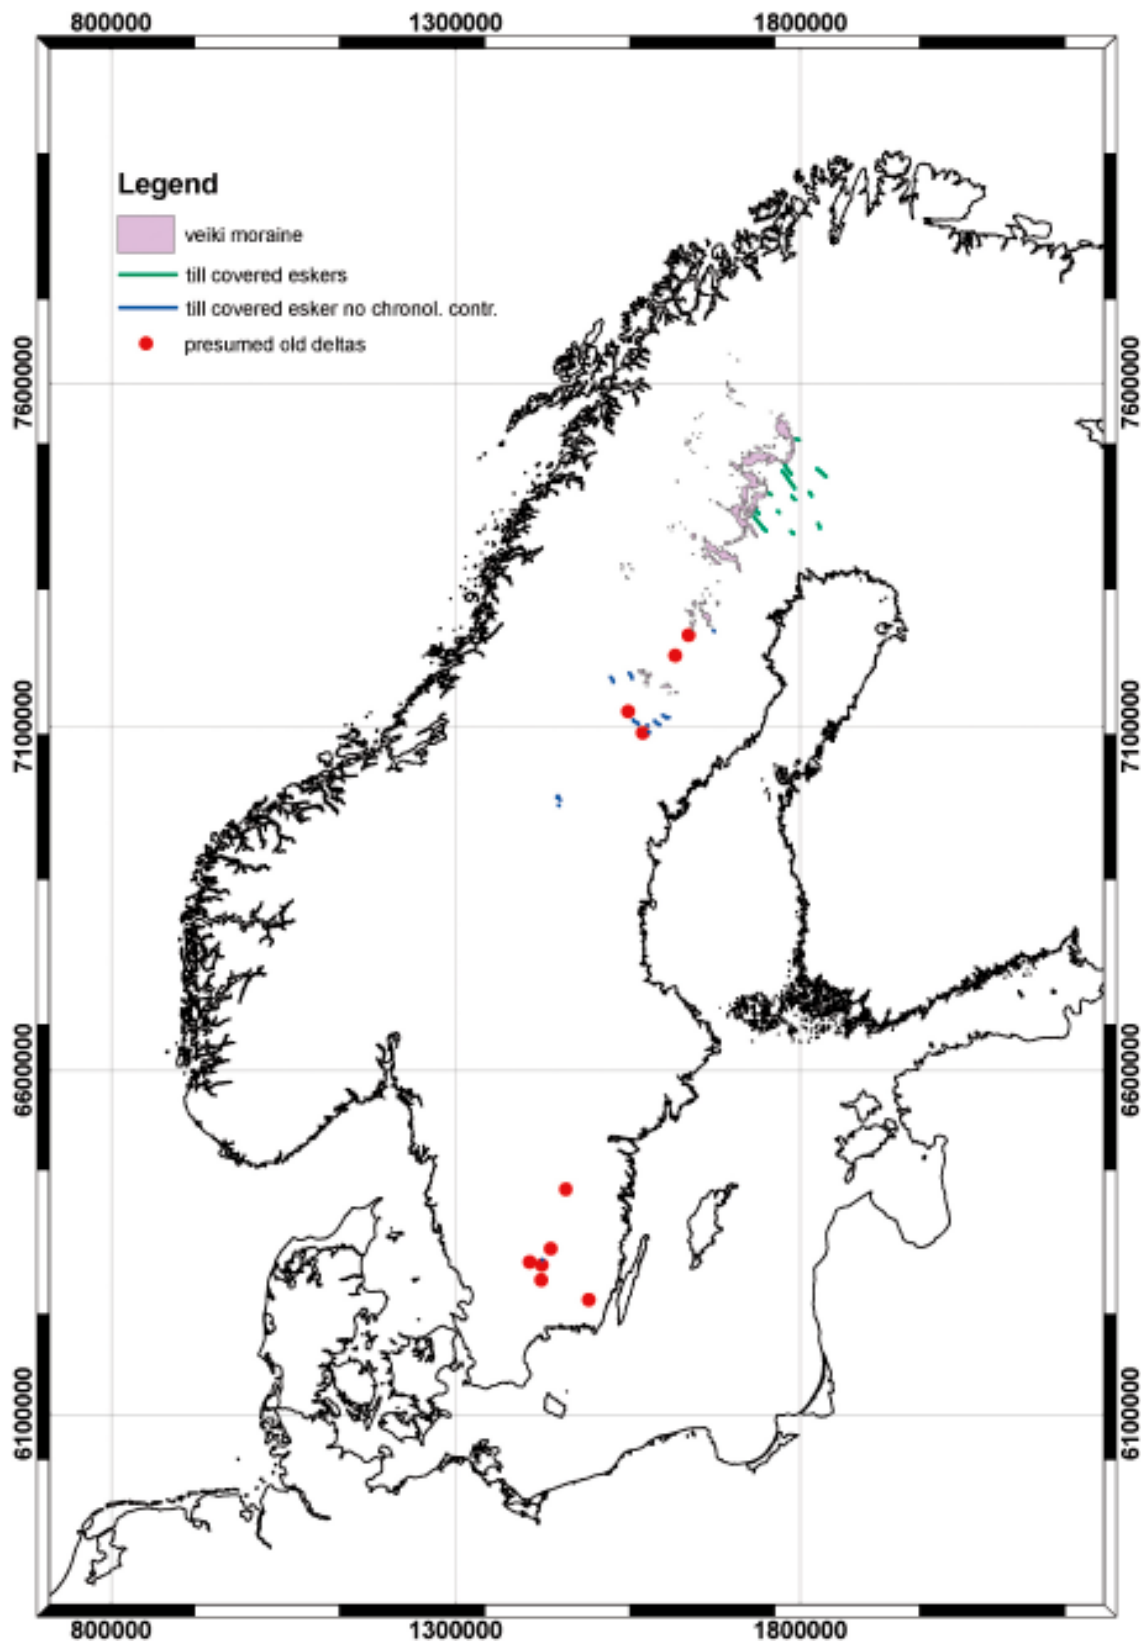 800000 1300000 1800000
Legend
veiki moraine
till covered eskers
till covered esker no chronol. contr.
presumed old deltas
7600000 7600000
7100000 7100000
6600000 6600000
6100000 6100000
800000 1300000 1800000